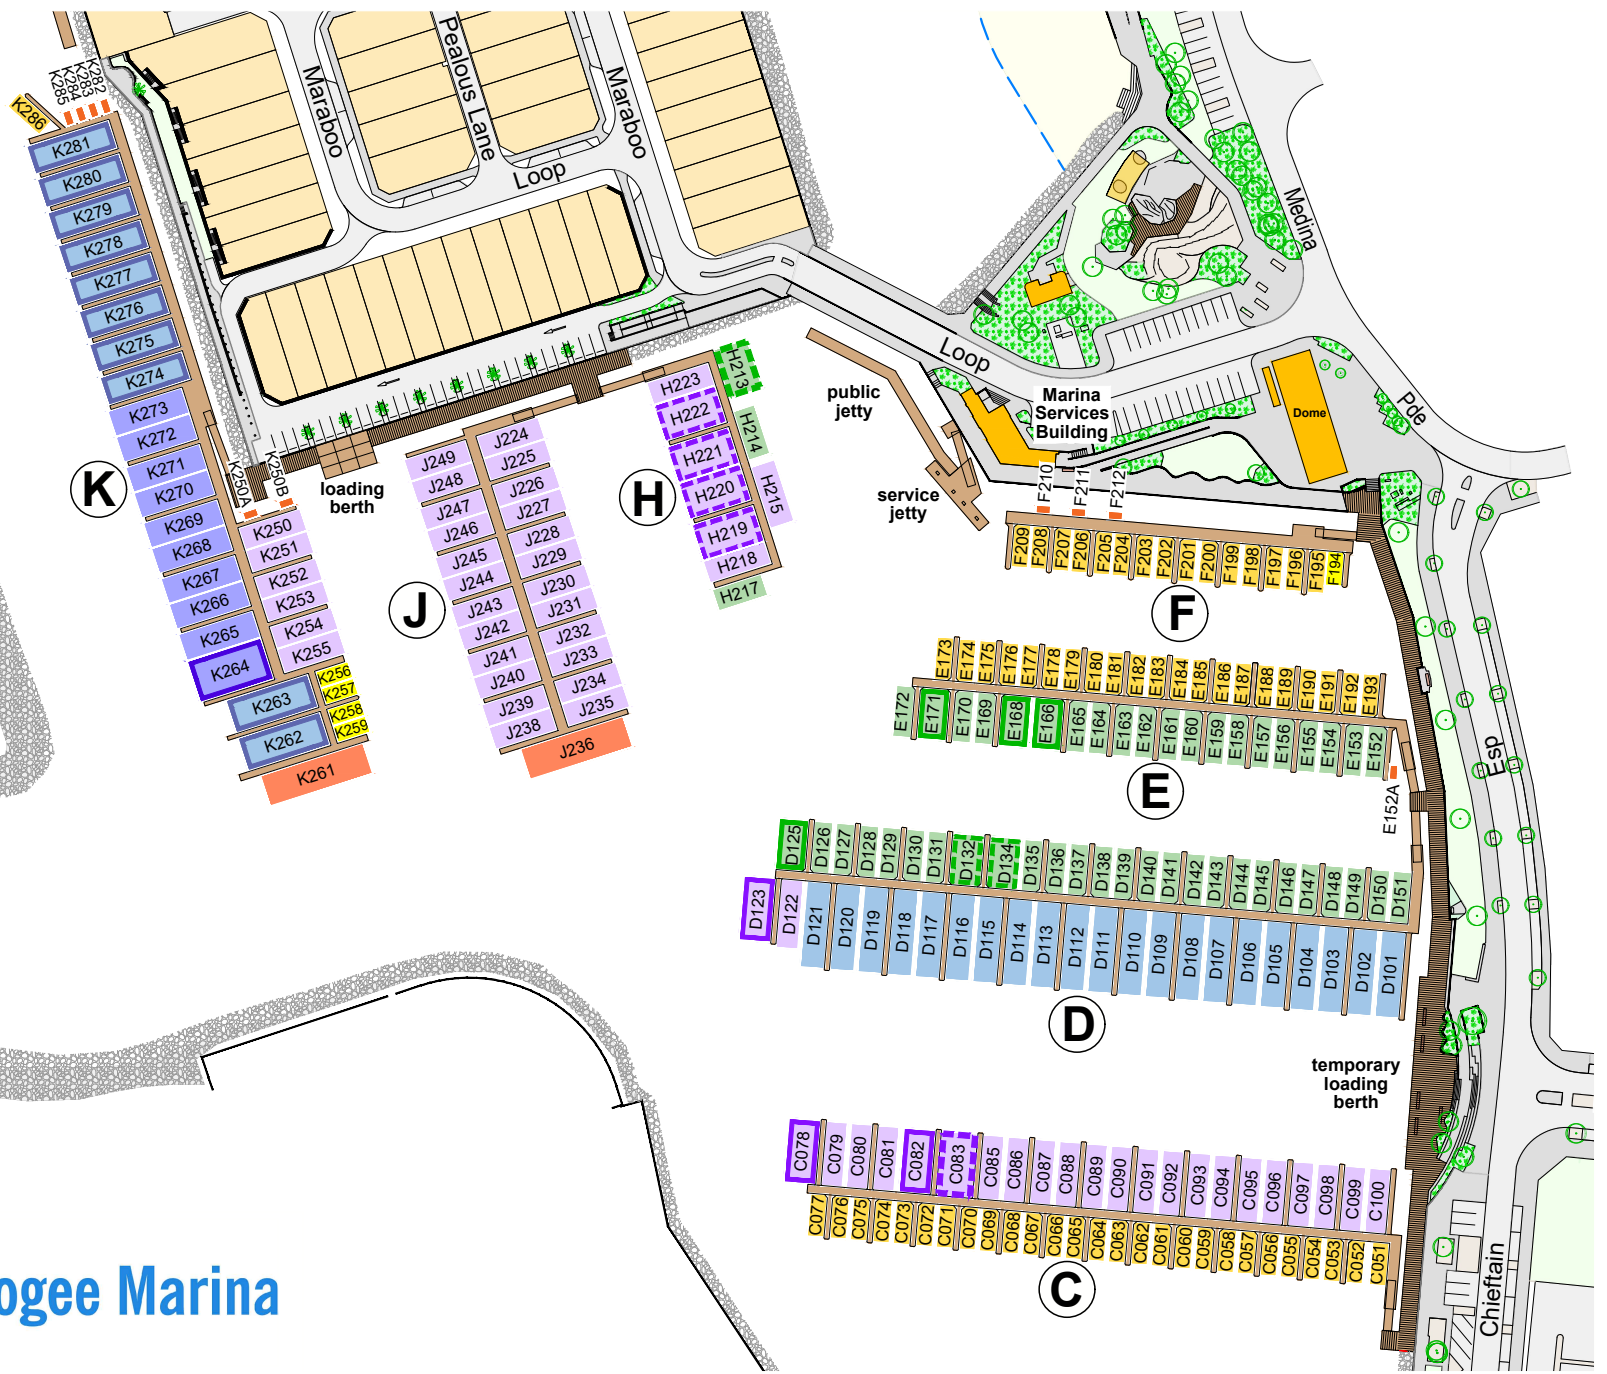 Maraboo
Pealous Lane
Maraboo
Loop
Medina
Loop
Pde
Esp
Chieftain
public
jetty
service
jetty
Marina
Services
Building
Dome
loading
berth
temporary
loading
berth
K
K282
K283
K284
K285
K286
K281
K280
K279
K278
K277
K276
K275
K274
K273
K272
K271
K270
K269
K268
K267
K266
K265
K264
K263
K262
K261
K250A
K250B
K250
K251
K252
K253
K254
K255
K256
K257
K258
K259
J
J249
J248
J247
J246
J245
J244
J243
J242
J241
J240
J239
J238
J224
J225
J226
J227
J228
J229
J230
J231
J232
J233
J234
J235
J236
H
H223
H222
H221
H220
H219
H218
H217
H213
H214
H215
F210
F211
F212
F209
F208
F207
F206
F205
F204
F203
F202
F201
F200
F199
F198
F197
F196
F195
F194
F
E173
E174
E175
E176
E177
E178
E179
E180
E181
E182
E183
E184
E185
E186
E187
E188
E189
E190
E191
E192
E193
E172
E171
E170
E169
E168
E166
E165
E164
E163
E162
E161
E160
E159
E158
E157
E156
E155
E154
E153
E152
E152A
E
D125
D126
D127
D128
D129
D130
D131
D132
D134
D135
D136
D137
D138
D139
D140
D141
D142
D143
D144
D145
D146
D147
D148
D149
D150
D151
D123
D122
D121
D120
D119
D118
D117
D116
D115
D114
D113
D112
D111
D110
D109
D108
D107
D106
D105
D104
D103
D102
D101
D
C078
C079
C080
C081
C082
C083
C085
C086
C087
C088
C089
C090
C091
C092
C093
C094
C095
C096
C097
C098
C099
C100
C077
C076
C075
C074
C073
C072
C071
C070
C069
C068
C067
C066
C065
C064
C063
C062
C061
C060
C059
C058
C057
C056
C055
C054
C053
C052
C051
C
ogee Marina